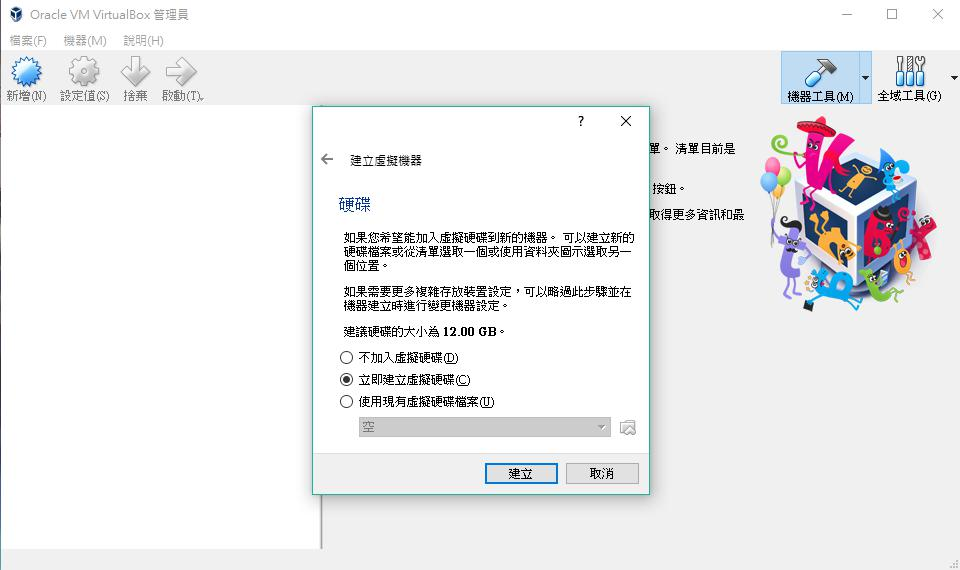 Oracle VM VirtualBox 管理員
檔案(F) 機器(M) 說明(H)
新增(N) 設定值(S) 捨棄 啟動(T) 機器工具(M) 全域工具(G)
?
建立虛擬機器
單。 清單目前是
按鈕。
取得更多資訊和最
硬碟
如果您希望能加入虛擬硬碟到新的機器。 可以建立新的
硬碟檔案或從清單選取一個或使用資料夾圖示選取另一
個位置。
如果需要更多複雜存放裝置設定，可以略過此步驟並在
機器建立時進行變更機器設定。
建議硬碟的大小為 12.00 GB。
不加入虛擬硬碟(D)
立即建立虛擬硬碟(C)
使用現有虛擬硬碟檔案(U)
空
建立 取消